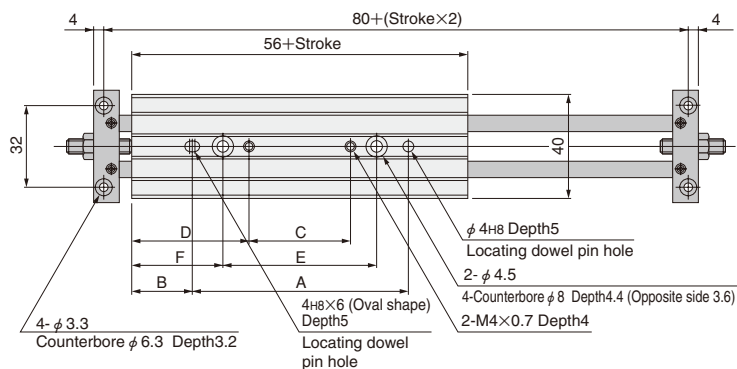 4
80+(Stroke×2)
4
56+Stroke
32
40
D
C
F
E
B
A
φ 4H8 Depth5
Locating dowel pin hole
2- φ 4.5
4-Counterbore φ 8 Depth4.4 (Opposite side 3.6)
2-M4×0.7 Depth4
4H8×6 (Oval shape)
Depth5
Locating dowel
pin hole
4- φ 3.3
Counterbore φ 6.3 Depth3.2